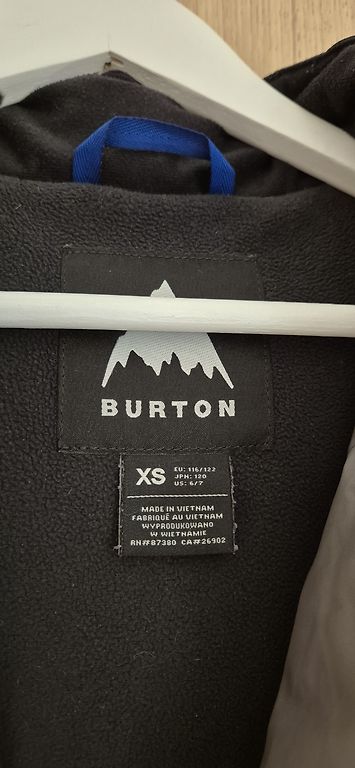 BURTON
XS
EU: 116/122
JPN: 120
US: 6/7
MADE IN VIETNAM
FABRIQUÉ AU VIETNAM
WYPRODUKOWANO
W WIETNAMIE
RN#87380 CA#26902